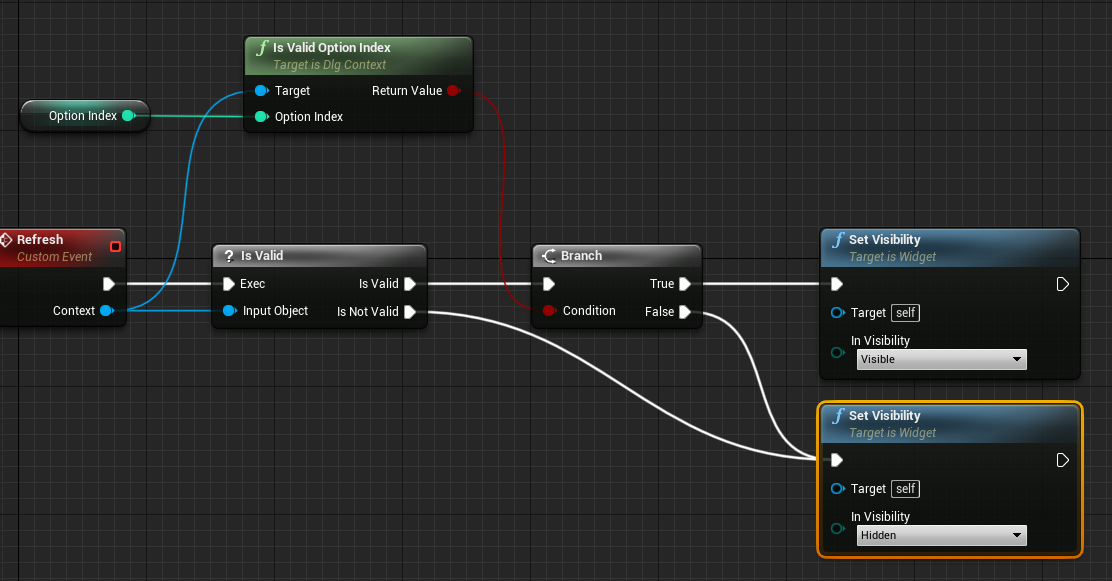 f Is Valid Option Index
Target is Dlg Context
Target Return Value
Option Index
Option Index
Refresh
Custom Event
Context
? Is Valid
Exec Is Valid
Input Object Is Not Valid
Branch
True
Condition False
f Set Visibility
Target is Widget
Target self
In Visibility
Visible
f Set Visibility
Target is Widget
Target self
In Visibility
Hidden